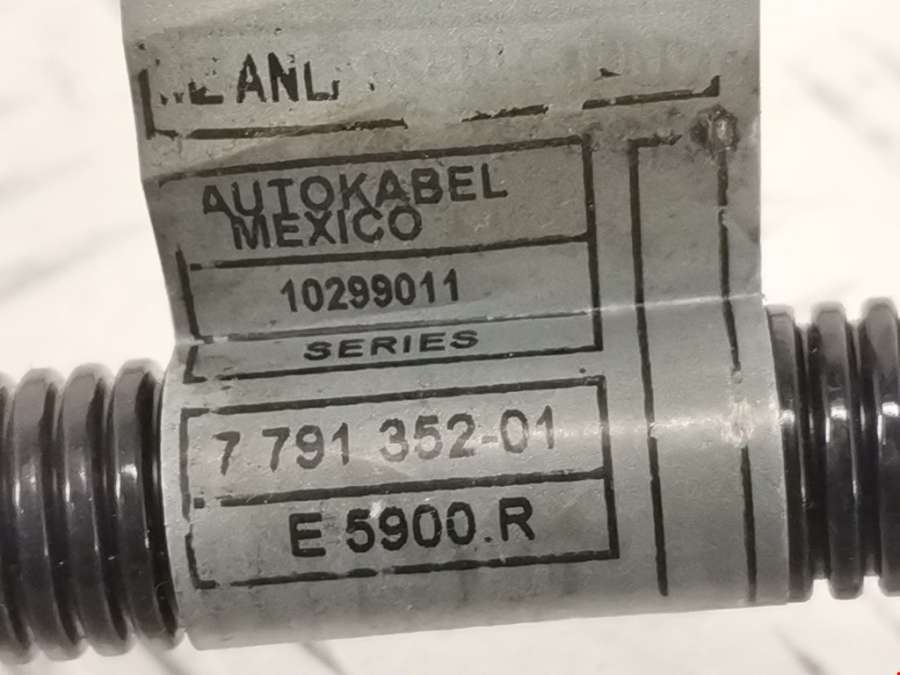 AUTOKABEL
MEXICO
10299011
SERIES
7 791 352-01
E 5900.R